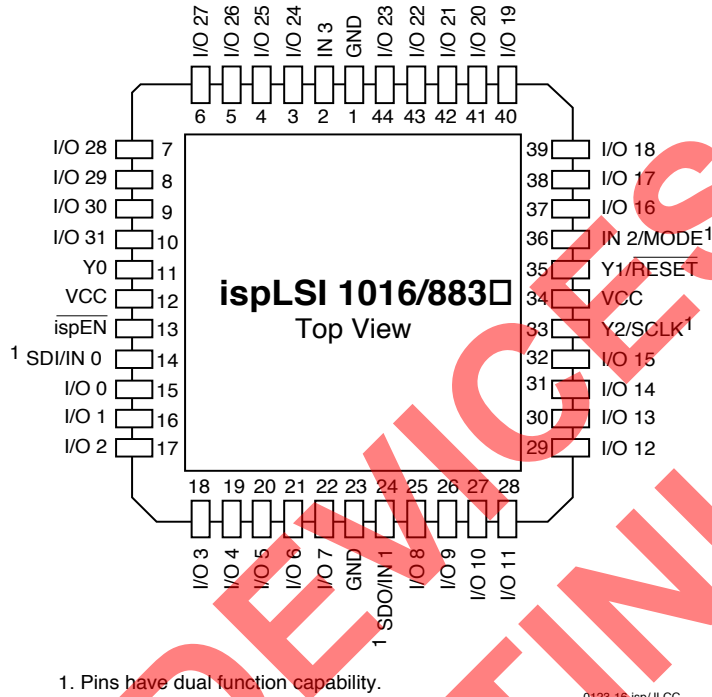 I/O 27
I/O 26
I/O 25
I/O 24
IN 3
GND
I/O 23
I/O 22
I/O 21
I/O 20
I/O 19
6 5 4 3 2 1 44 43 42 41 40
I/O 28 7
I/O 29 8
I/O 30 9
I/O 31 10
Y0 11
VCC 12
ispEN 13
1 SDI/IN 0 14
I/O 0 15
I/O 1 16
I/O 2 17
ispLSI 1016/883□
Top View
39 I/O 18
38 I/O 17
37 I/O 16
36 IN 2/MODE1
35 Y1/RESET
34 VCC
33 Y2/SCLK1
32 I/O 15
31 I/O 14
30 I/O 13
29 I/O 12
18 19 20 21 22 23 24 25 26 27 28
I/O 3
I/O 4
I/O 5
I/O 6
I/O 7
GND
1 SDO/IN 1
I/O 8
I/O 9
I/O 10
I/O 11
1. Pins have dual function capability.
DEVICES